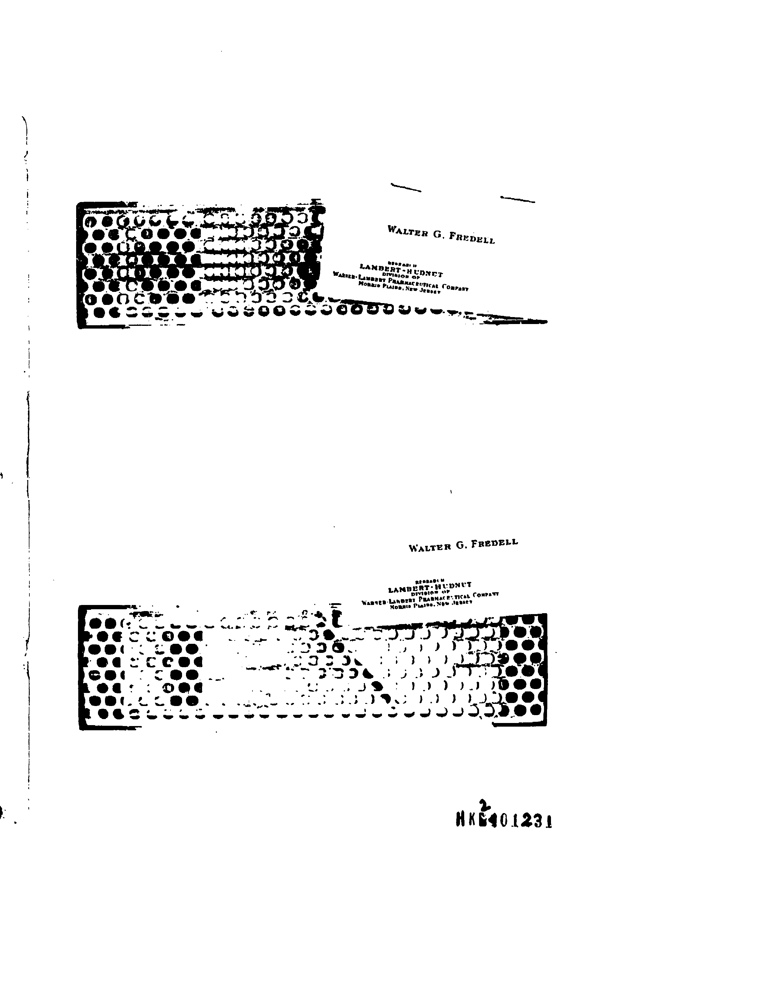 WALTER G. FREDELL
RESEARCH
LAMBERT-HUDNUT
DIVISION OF
WARNER-LAMBERT PHARMACEUTICAL COMPANY
MORRIS PLAINS, NEW JERSEY
WALTER G. FREDELL
RESEARCH
LAMBERT-HUDNUT
DIVISION OF
WARNER-LAMBERT PHARMACEUTICAL COMPANY
MORRIS PLAINS, NEW JERSEY
2